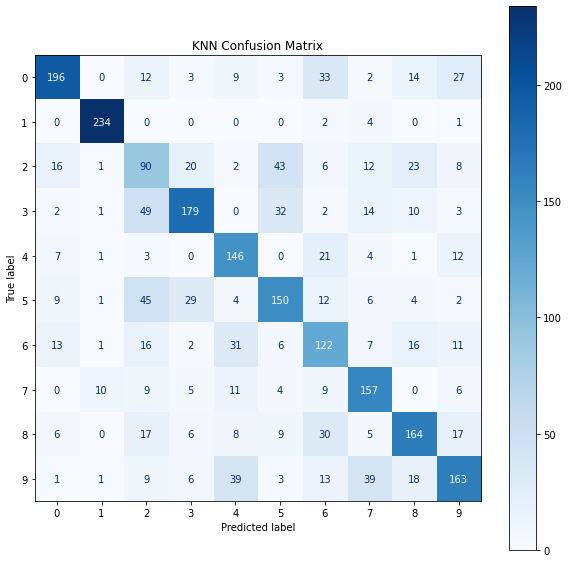 KNN Confusion Matrix
0 196 0 12 3 9 3 33 2 14 27
1 0 234 0 0 0 0 2 4 0 1
2 16 1 90 20 2 43 6 12 23 8
3 2 1 49 179 0 32 2 14 10 3
4 7 1 3 0 146 0 21 4 1 12
5 9 1 45 29 4 150 12 6 4 2
6 13 1 16 2 31 6 122 7 16 11
7 0 10 9 5 11 4 9 157 0 6
8 6 0 17 6 8 9 30 5 164 17
9 1 1 9 6 39 3 13 39 18 163
0 1 2 3 4 5 6 7 8 9
Predicted label
True label
200
150
100
50
0